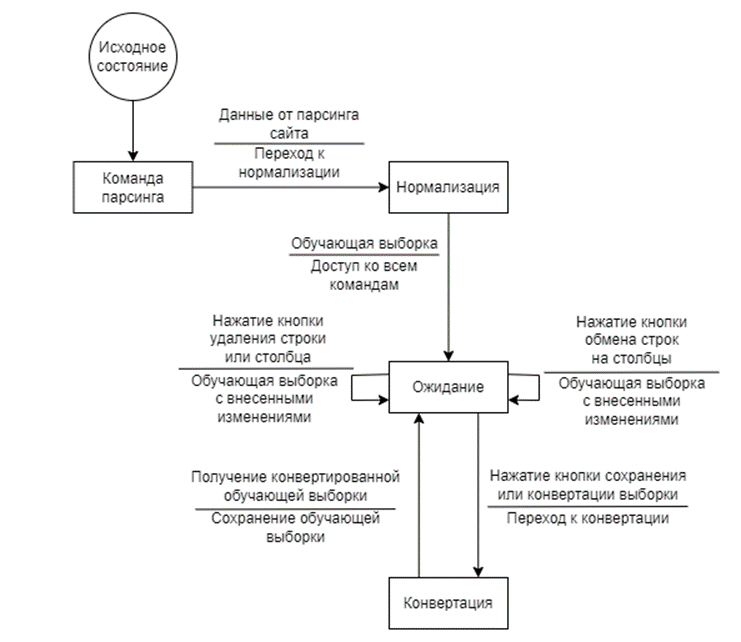 Исходное
состояние
Данные от парсинга
сайта
Переход к
нормализации
Команда
парсинга
Нормализация
Обучающая выборка
Доступ ко всем
командам
Нажатие кнопки
удаления строки
или столбца
Обучающая выборка
с внесенными
изменениями
Нажатие кнопки
обмена строк
на столбцы
Обучающая выборка
с внесенными
изменениями
Ожидание
Получение конвертированной
обучающей выборки
Сохранение обучающей
выборки
Нажатие кнопки сохранения
или конвертации выборки
Переход к конвертации
Конвертация